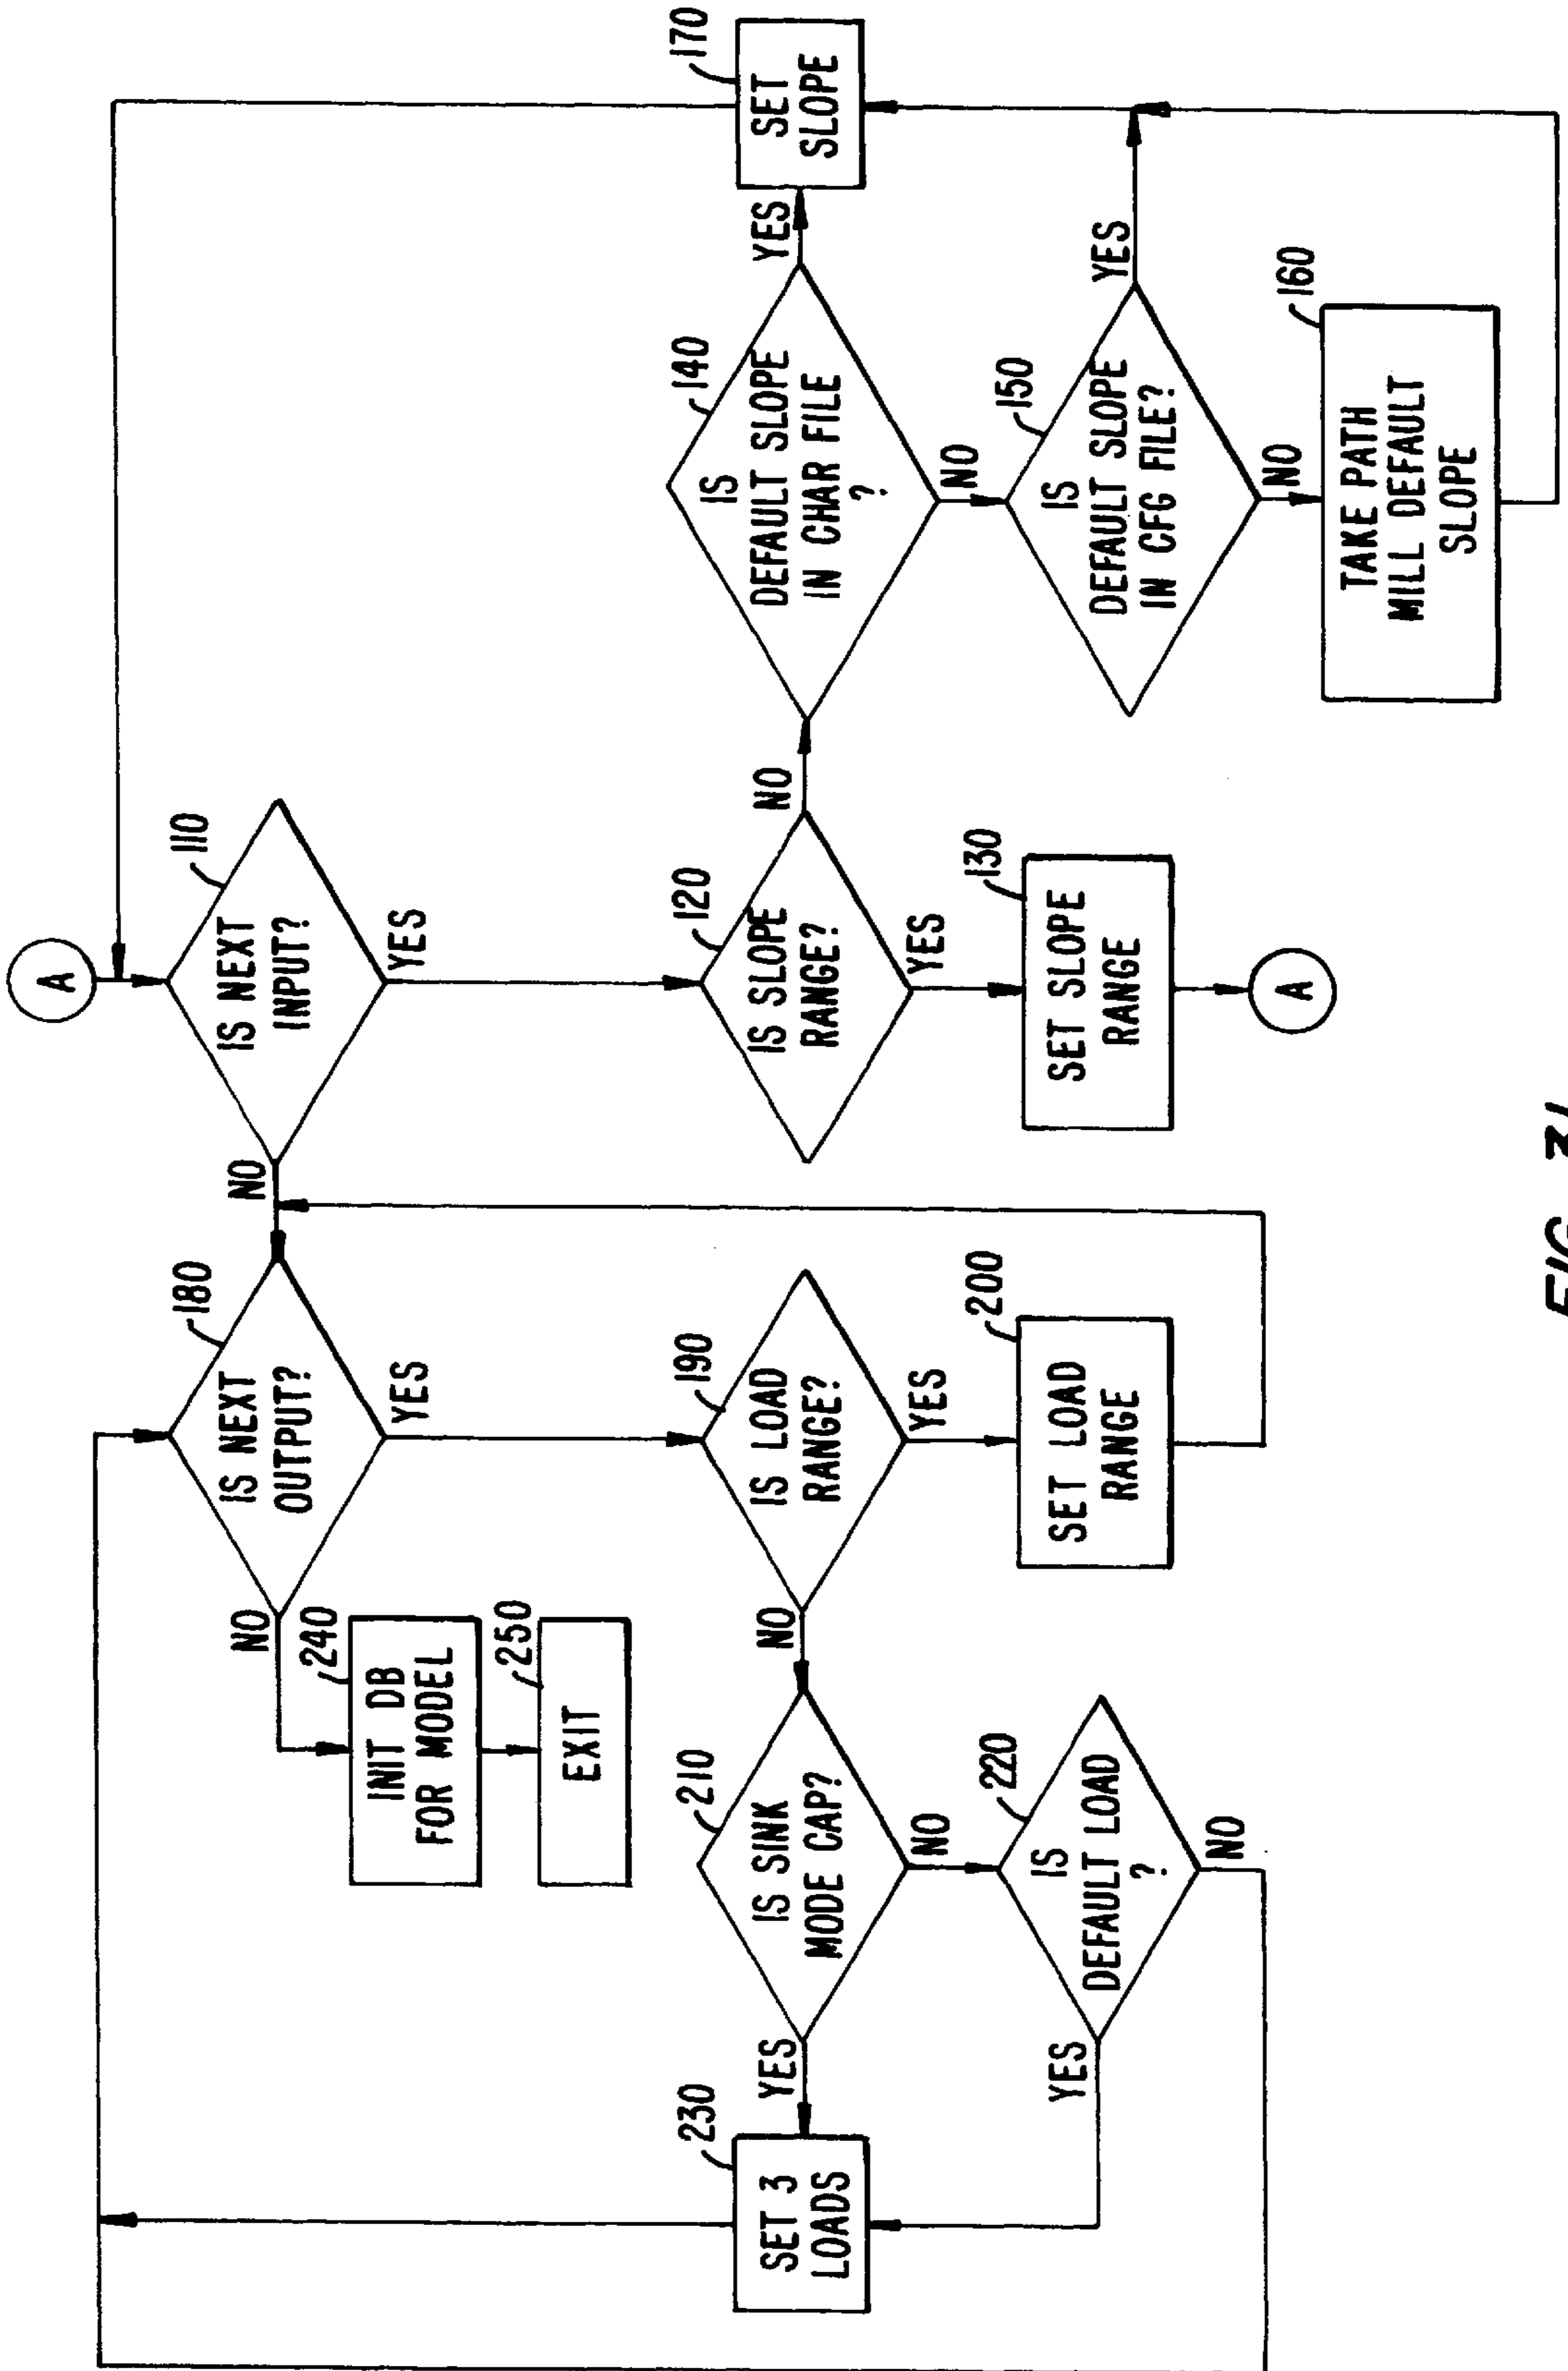 A
110
IS NEXT
INPUT?
NO
YES
120
IS SLOPE
RANGE?
NO
YES
130
SET SLOPE
RANGE
A
140
IS
DEFAULT SLOPE
IN CHAR FILE
?
YES
NO
150
IS
DEFAULT SLOPE
IN CFG FILE?
YES
NO
160
TAKE PATH
MILL DEFAULT
SLOPE
170
SET
SLOPE
180
IS NEXT
OUTPUT?
NO
YES
190
IS LOAD
RANGE?
NO
YES
200
SET LOAD
RANGE
210
IS SINK
MODE CAP?
YES
NO
220
IS
DEFAULT LOAD
?
YES
NO
230
SET 3
LOADS
240
INIT DB
FOR MODEL
250
EXIT